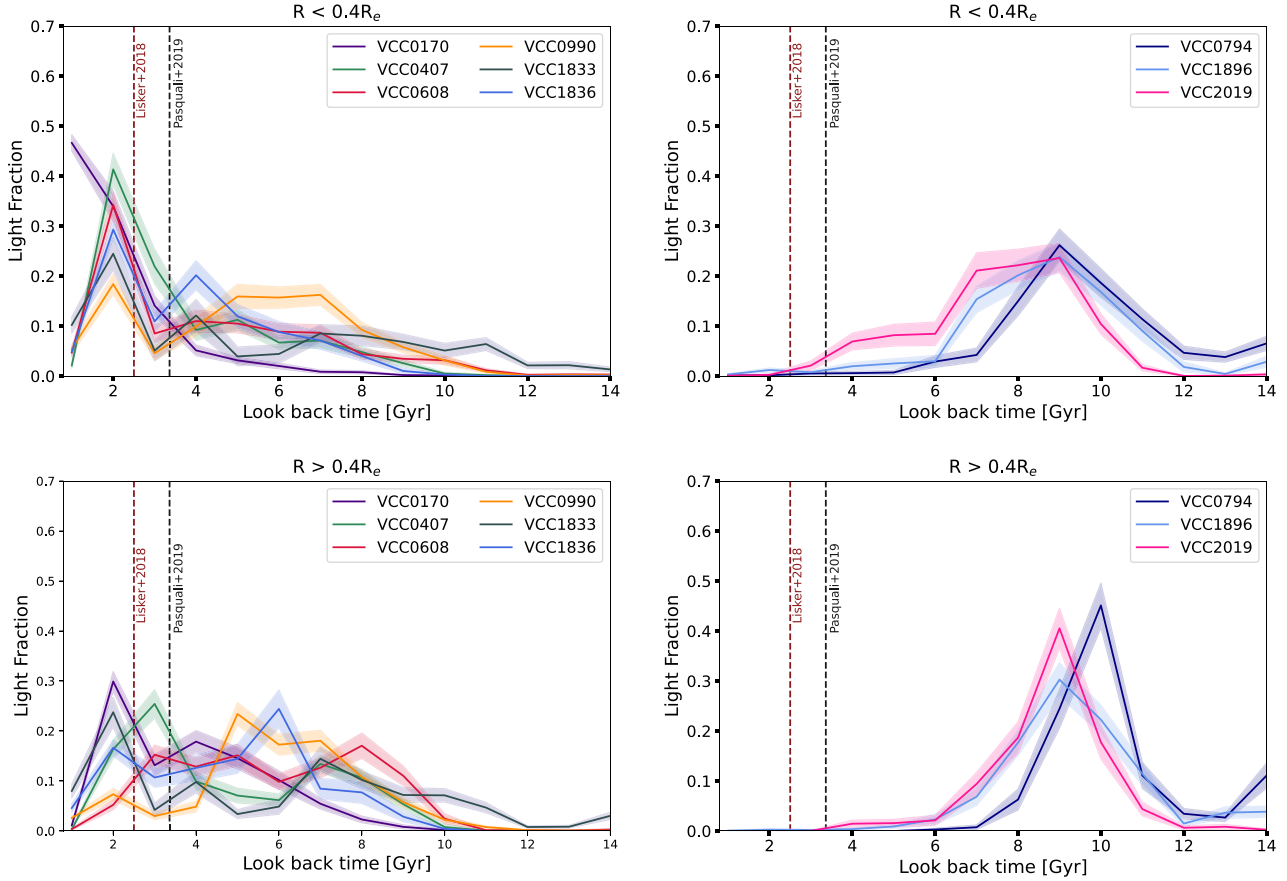 R < 0.4Rₑ
0.7
0.6
0.5
0.4
0.3
0.2
0.1
0.0
Light Fraction
2 4 6 8 10 12 14
Look back time [Gyr]
Lisker+2018
Pasquali+2019
VCC0170 VCC0990
VCC0407 VCC1833
VCC0608 VCC1836
R < 0.4Rₑ
0.7
0.6
0.5
0.4
0.3
0.2
0.1
0.0
Light Fraction
2 4 6 8 10 12 14
Look back time [Gyr]
Lisker+2018
Pasquali+2019
VCC0794
VCC1896
VCC2019
R > 0.4Rₑ
0.7
0.6
0.5
0.4
0.3
0.2
0.1
0.0
Light Fraction
2 4 6 8 10 12 14
Look back time [Gyr]
Lisker+2018
Pasquali+2019
VCC0170 VCC0990
VCC0407 VCC1833
VCC0608 VCC1836
R > 0.4Rₑ
0.7
0.6
0.5
0.4
0.3
0.2
0.1
0.0
Light Fraction
2 4 6 8 10 12 14
Look back time [Gyr]
Lisker+2018
Pasquali+2019
VCC0794
VCC1896
VCC2019